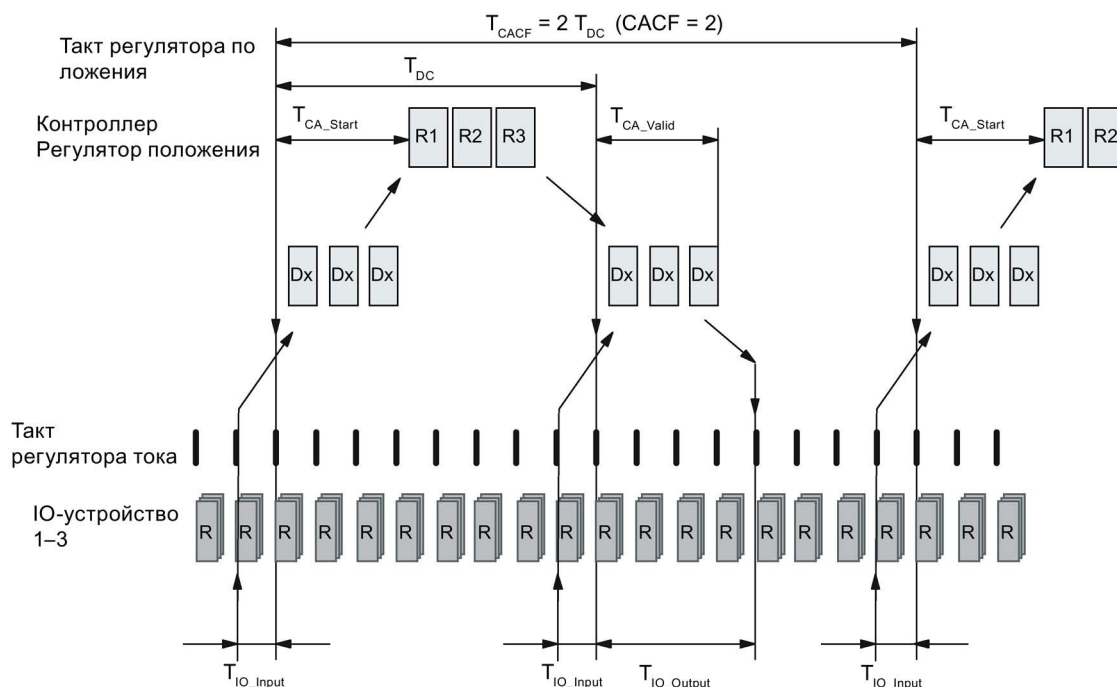 T_CACF = 2 T_DC (CACF = 2)
Такт регулятора по
ложения
T_DC
T_CA_Start
T_CA_Valid
T_CA_Start
Контроллер
Регулятор положения
R1 R2 R3
R1 R2
Dx Dx Dx
Dx Dx Dx
Dx Dx Dx
Такт
регулятора тока
IO-устройство
1–3
R R R R R R R R R R R R R R R R R R R R R
T_IO_Input
T_IO_Input
T_IO_Output
T_IO_Input